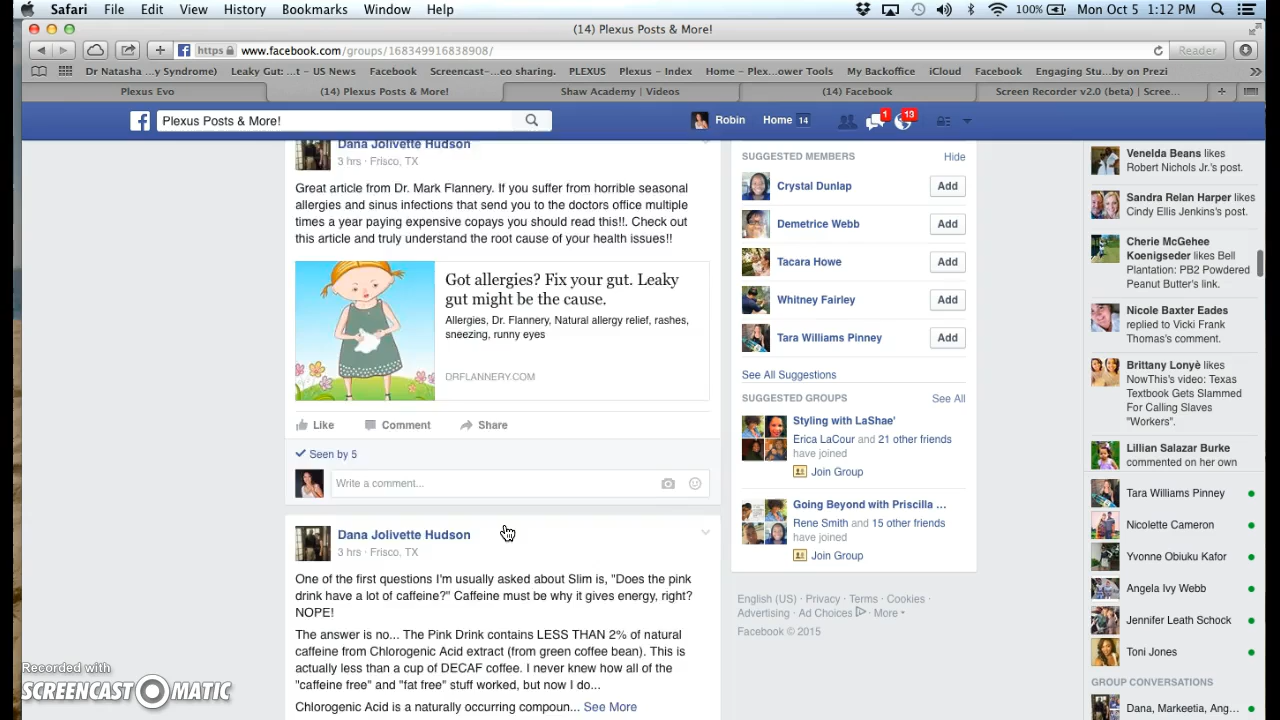 Safari File Edit View History Bookmarks Window Help
100% Mon Oct 5 1:12 PM
(14) Plexus Posts & More!
https www.facebook.com/groups/168349916838908/
Reader
Dr Natasha ...y Syndrome) Leaky Gut: ...t - US News Facebook Screencast-...eo sharing. PLEXUS Plexus - Index Home - Plex...ower Tools My Backoffice iCloud Facebook Engaging Stu...by on Prezi
Plexus Evo (14) Plexus Posts & More! Shaw Academy | Videos (14) Facebook Screen Recorder v2.0 (beta) | Scree...
Plexus Posts & More!
Robin Home 14 1 13
Dana Jolivette Hudson
3 hrs · Frisco, TX
Great article from Dr. Mark Flannery. If you suffer from horrible seasonal
allergies and sinus infections that send you to the doctors office multiple
times a year paying expensive copays you should read this!!. Check out
this article and truly understand the root cause of your health issues!!
Got allergies? Fix your gut. Leaky
gut might be the cause.
Allergies, Dr. Flannery, Natural allergy relief, rashes,
sneezing, runny eyes
DRFLANNERY.COM
Like Comment Share
Seen by 5
Write a comment...
Dana Jolivette Hudson
3 hrs · Frisco, TX
One of the first questions I'm usually asked about Slim is, "Does the pink
drink have a lot of caffeine?" Caffeine must be why it gives energy, right?
NOPE!
The answer is no... The Pink Drink contains LESS THAN 2% of natural
caffeine from Chlorogenic Acid extract (from green coffee bean). This is
actually less than a cup of DECAF coffee. I never knew how all of the
"caffeine free" and "fat free" stuff worked, but now I do...
Chlorogenic Acid is a naturally occurring compoun... See More
SUGGESTED MEMBERS Hide
Crystal Dunlap Add
Demetrice Webb Add
Tacara Howe Add
Whitney Fairley Add
Tara Williams Pinney Add
See All Suggestions
SUGGESTED GROUPS See All
Styling with LaShae'
Erica LaCour and 21 other friends
have joined
Join Group
Going Beyond with Priscilla ...
Rene Smith and 15 other friends
have joined
Join Group
English (US) · Privacy · Terms · Cookies ·
Advertising · Ad Choices · More
Facebook © 2015
Venelda Beans likes
Robert Nichols Jr.'s post.
Sandra Relan Harper likes
Cindy Ellis Jenkins's post.
Cherie McGehee
Koenigseder likes Bell
Plantation: PB2 Powdered
Peanut Butter's link.
Nicole Baxter Eades
replied to Vicki Frank
Thomas's comment.
Brittany Lonyè likes
NowThis's video: Texas
Textbook Gets Slammed
For Calling Slaves
"Workers".
Lillian Salazar Burke
commented on her own
Tara Williams Pinney
Nicolette Cameron
Yvonne Obiuku Kafor
Angela Ivy Webb
Jennifer Leath Schock
Toni Jones
GROUP CONVERSATIONS
Dana, Markeetia, Ang...
Recorded with
SCREENCAST MATIC